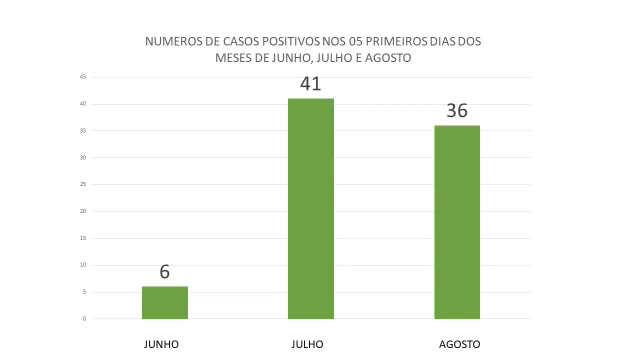 NUMEROS DE CASOS POSITIVOS NOS 05 PRIMEIROS DIAS DOS
MESES DE JUNHO, JULHO E AGOSTO
45
40
35
30
25
20
15
10
5
0
6
41
36
JUNHO
JULHO
AGOSTO